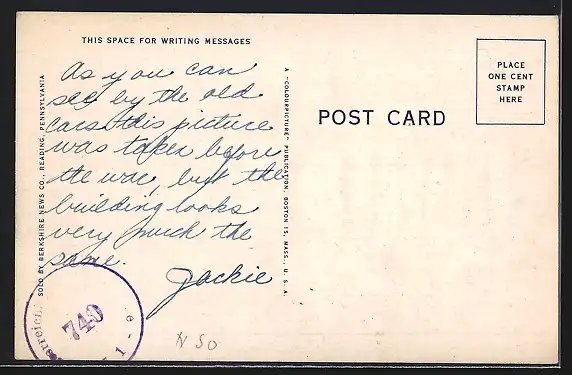 THIS SPACE FOR WRITING MESSAGES
As you can
see by the old
cars this picture
was taken before
the war, but the
building looks
very much the
same.
Jackie
SOLD BY BERKSHIRE NEWS CO., READING, PENNSYLVANIA
A "COLOURPICTURE" PUBLICATION, BOSTON 15, MASS., U. S. A.
POST CARD
PLACE
ONE CENT
STAMP
HERE
740
N 50